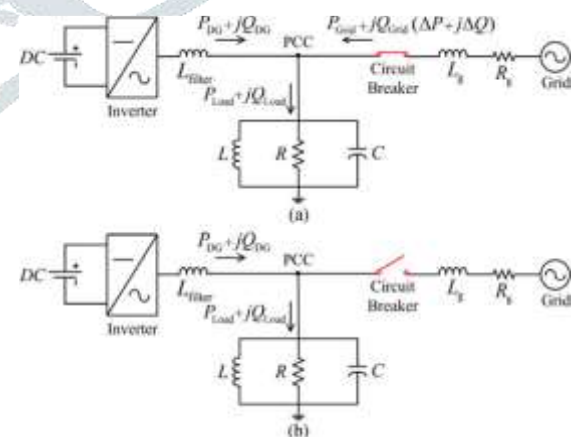 P_DG+jQ_DG
PCC
P_Grid+jQ_Grid (ΔP+jΔQ)
DC
Inverter
L_filter
Circuit
Breaker
L_g
R_g
Grid
P_Load+jQ_Load
L
R
C
(a)
P_DG+jQ_DG
PCC
DC
Inverter
L_filter
Circuit
Breaker
L_g
R_g
Grid
P_Load+jQ_Load
L
R
C
(b)